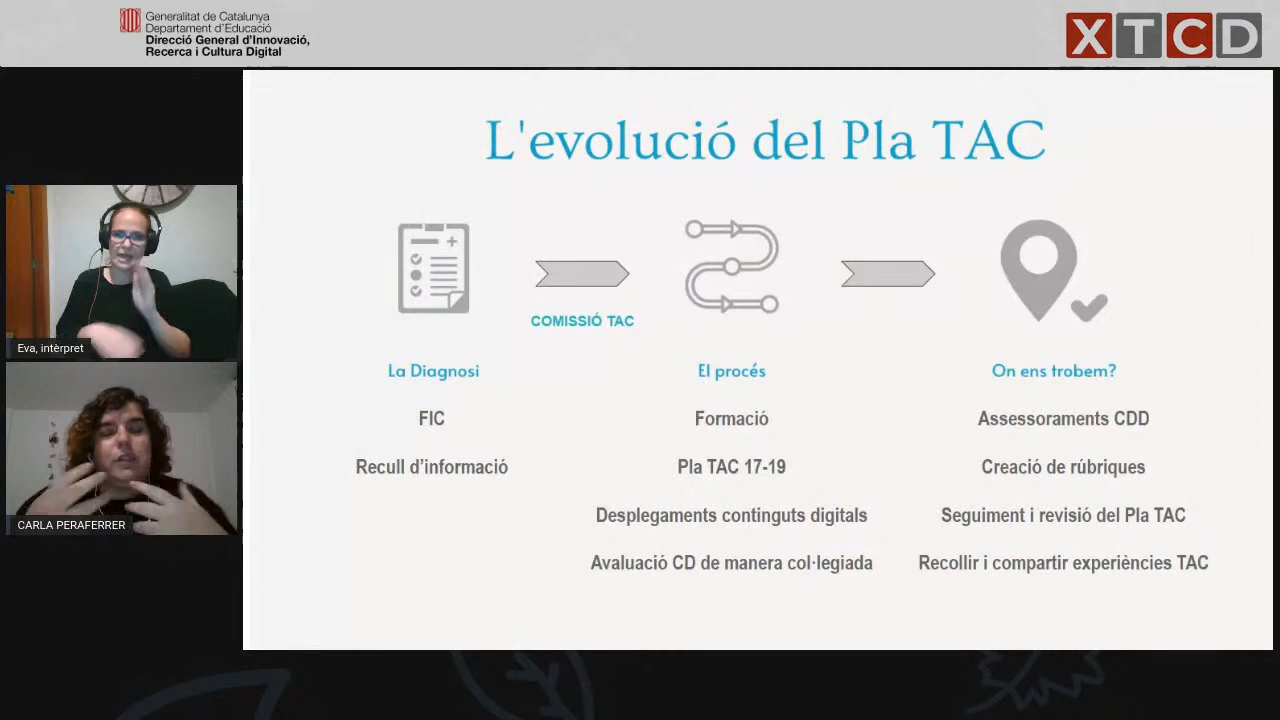 Generalitat de Catalunya
Departament d'Educació
Direcció General d'Innovació,
Recerca i Cultura Digital
XTCD
L'evolució del Pla TAC
COMISSIÓ TAC
La Diagnosi
FIC
Recull d'informació
El procés
Formació
Pla TAC 17-19
Desplegaments continguts digitals
Avaluació CD de manera col·legiada
On ens trobem?
Assessoraments CDD
Creació de rúbriques
Seguiment i revisió del Pla TAC
Recollir i compartir experiències TAC
Eva, intèrpret
CARLA PERAFERRER